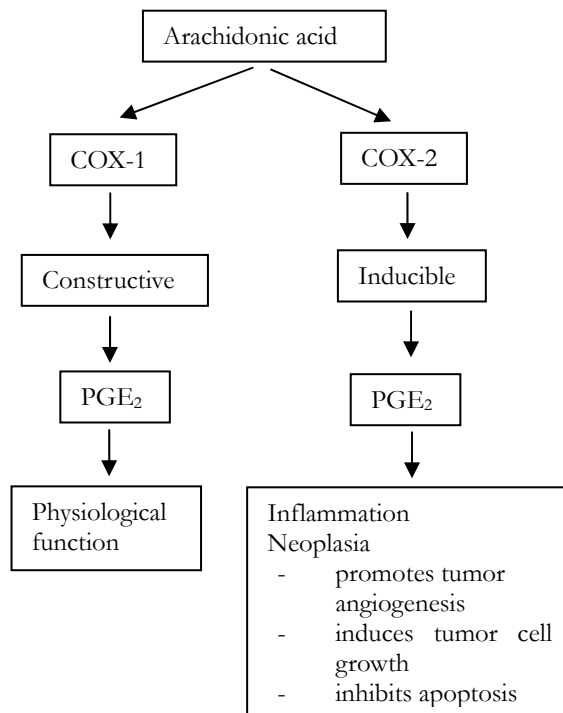 Arachidonic acid
COX-1
COX-2
Constructive
Inducible
PGE₂
PGE₂
Physiological
function
Inflammation
Neoplasia
- promotes tumor
angiogenesis
- induces tumor cell
growth
- inhibits apoptosis